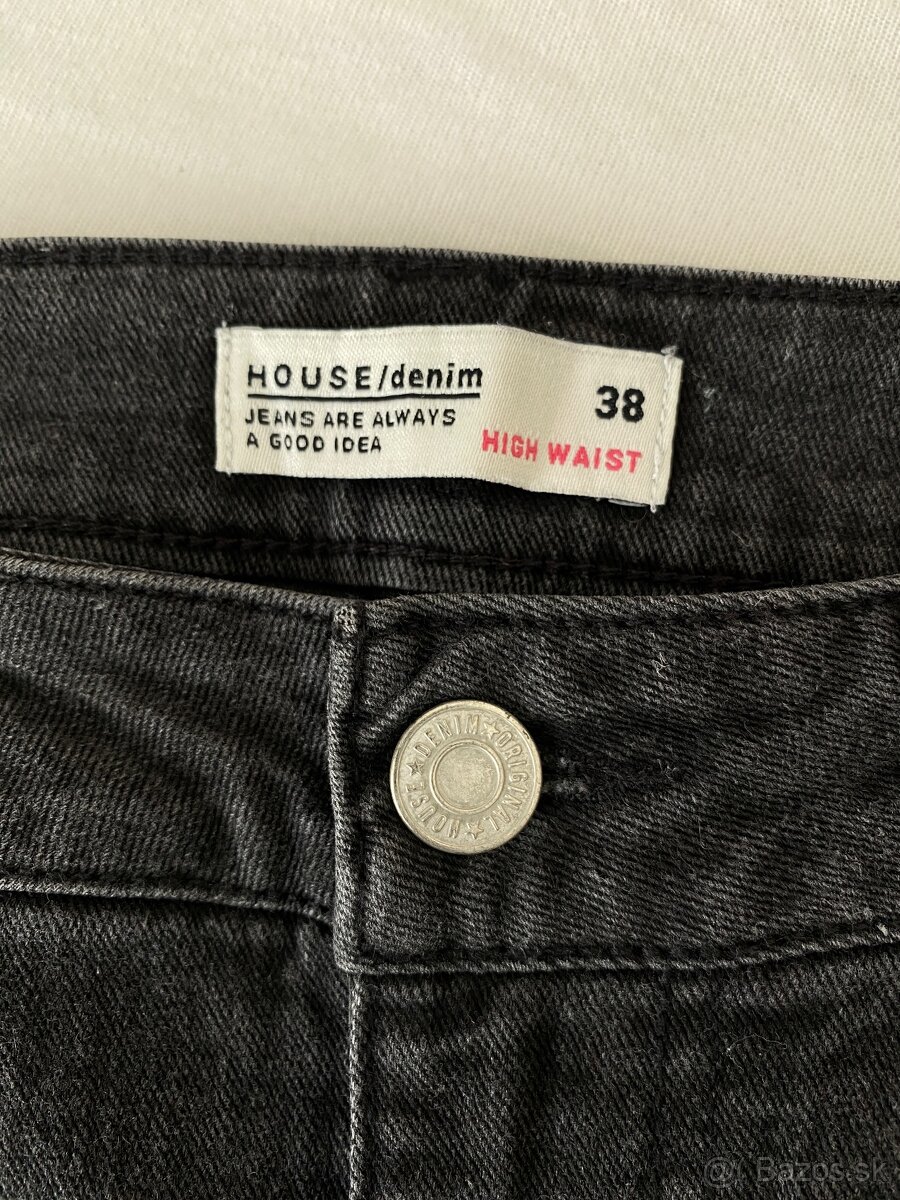 HOUSE/denim
JEANS ARE ALWAYS
A GOOD IDEA
38
HIGH WAIST
HOUSE★DENIM★ORIGINAL★
@ Bazos.sk